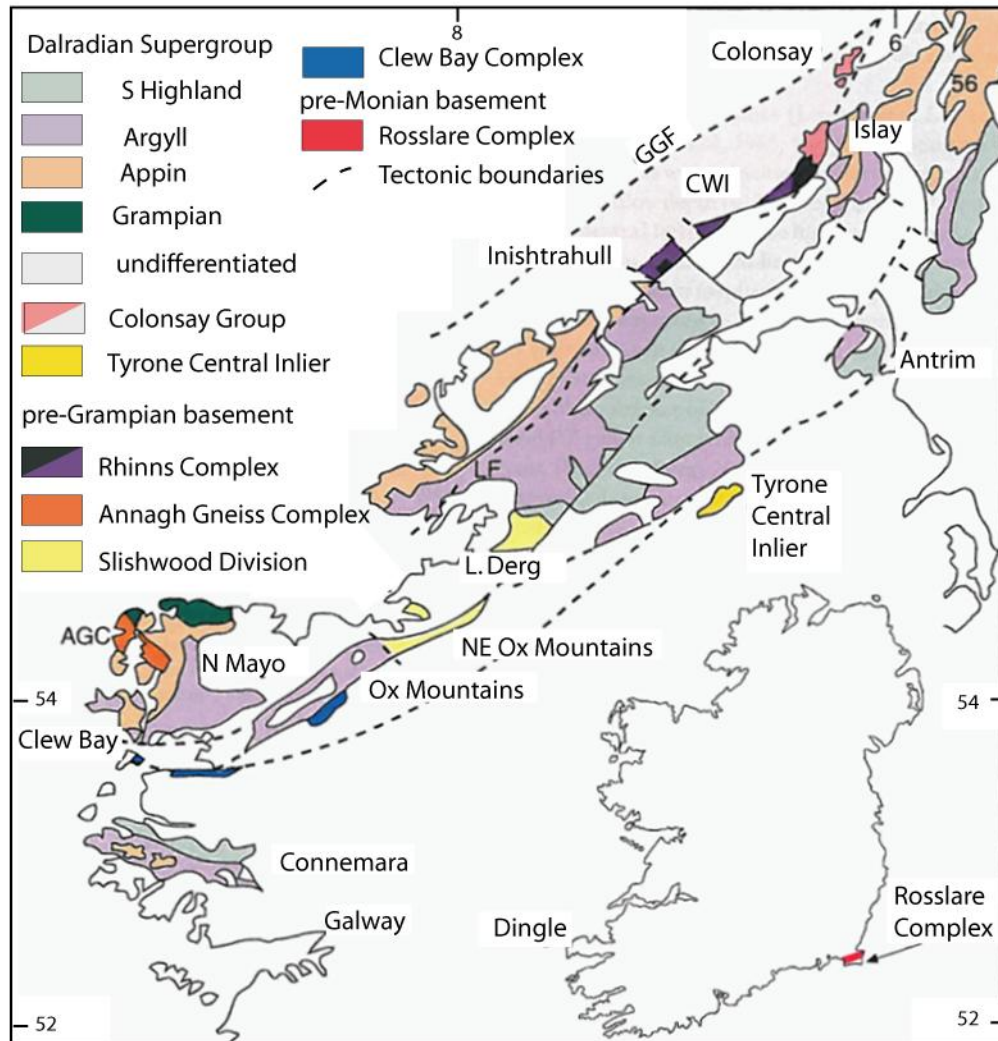 8
6
Dalradian Supergroup
S Highland
Argyll
Appin
Grampian
undifferentiated
Colonsay Group
Tyrone Central Inlier
pre-Grampian basement
Rhinns Complex
Annagh Gneiss Complex
Slishwood Division
Clew Bay Complex
pre-Monian basement
Rosslare Complex
Tectonic boundaries
Colonsay
56
GGF
Islay
CWI
Inishtrahull
Antrim
LF
Tyrone
Central
Inlier
L. Derg
AGC
N Mayo
NE Ox Mountains
Ox Mountains
54
54
Clew Bay
Connemara
Galway
Dingle
Rosslare
Complex
52
52